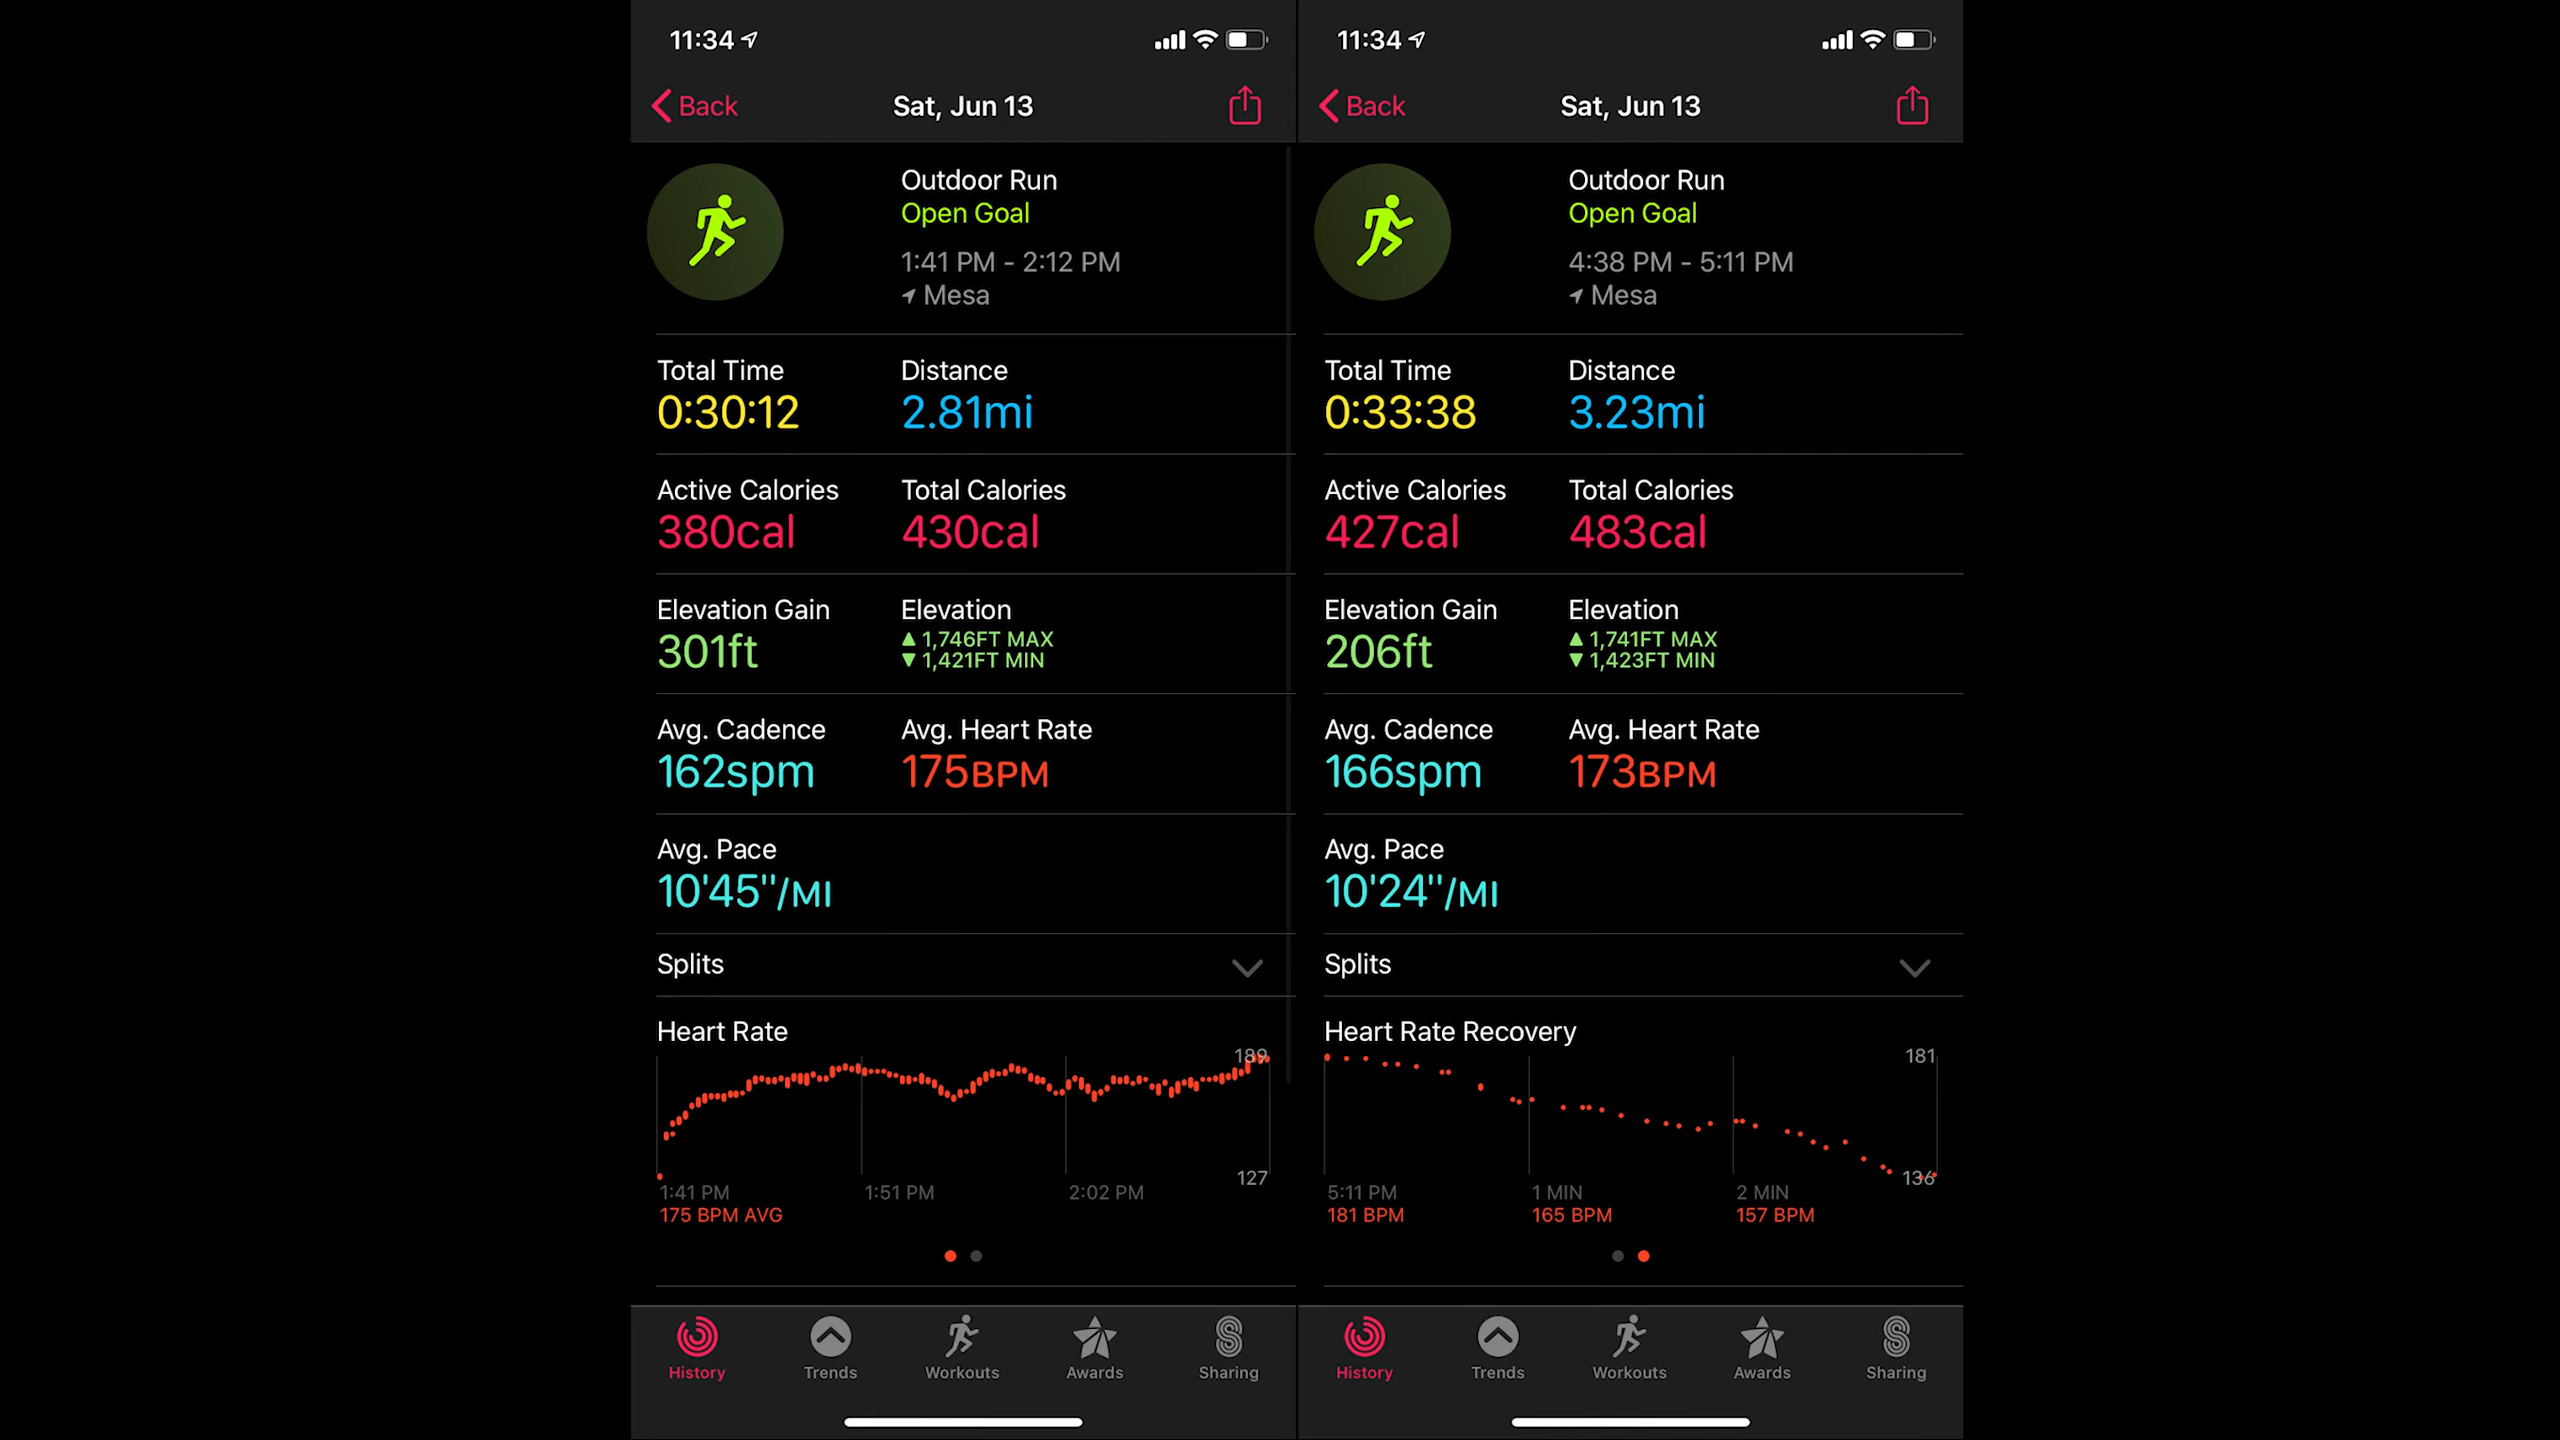 11:34
Back
Sat, Jun 13
Outdoor Run
Open Goal
1:41 PM - 2:12 PM
Mesa
Total Time
Distance
0:30:12
2.81mi
Active Calories
Total Calories
380cal
430cal
Elevation Gain
Elevation
301ft
▲ 1,746FT MAX
▼ 1,421FT MIN
Avg. Cadence
Avg. Heart Rate
162spm
175BPM
Avg. Pace
10'45"/MI
Splits
Heart Rate
189
127
1:41 PM
1:51 PM
2:02 PM
175 BPM AVG
History
Trends
Workouts
Awards
Sharing
11:34
Back
Sat, Jun 13
Outdoor Run
Open Goal
4:38 PM - 5:11 PM
Mesa
Total Time
Distance
0:33:38
3.23mi
Active Calories
Total Calories
427cal
483cal
Elevation Gain
Elevation
206ft
▲ 1,741FT MAX
▼ 1,423FT MIN
Avg. Cadence
Avg. Heart Rate
166spm
173BPM
Avg. Pace
10'24"/MI
Splits
Heart Rate Recovery
181
136
5:11 PM
1 MIN
2 MIN
181 BPM
165 BPM
157 BPM
History
Trends
Workouts
Awards
Sharing